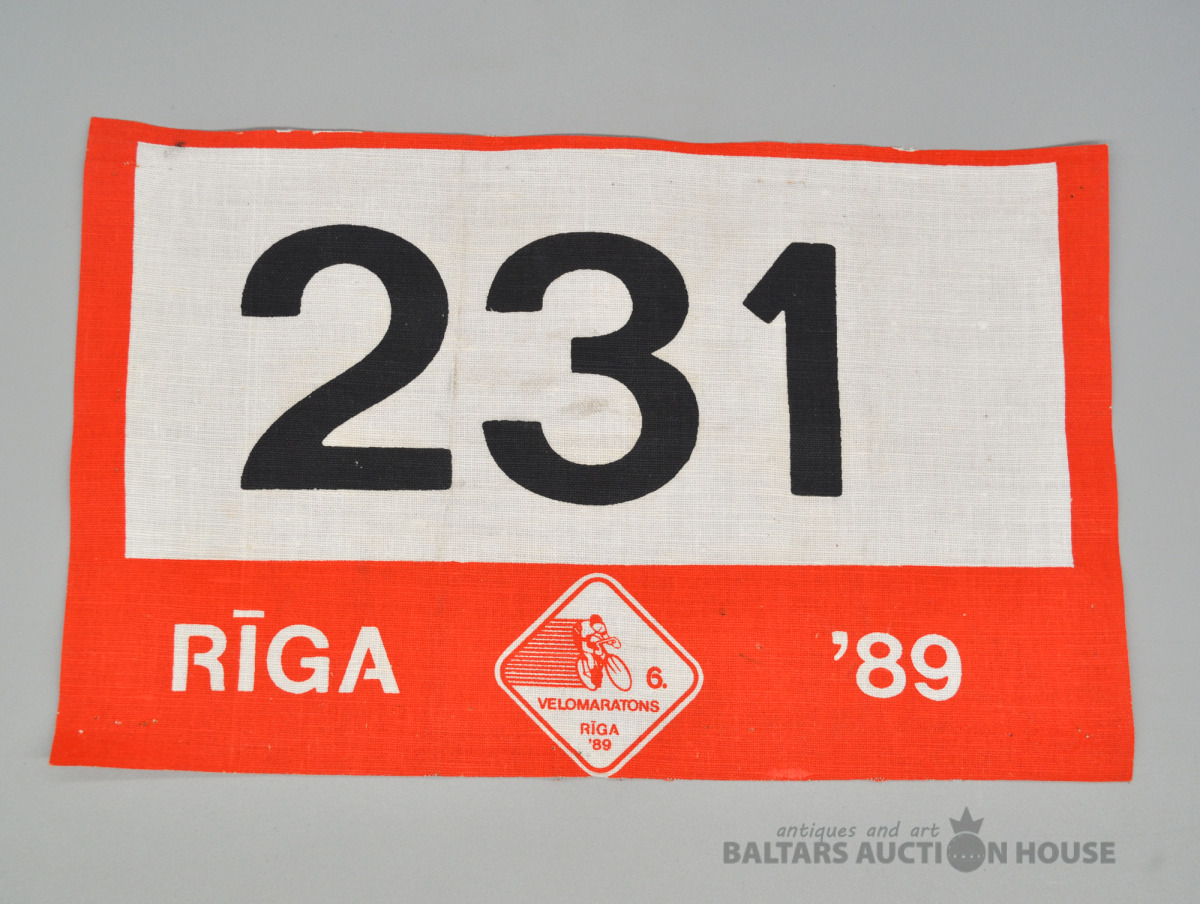 231
RĪGA
6.
VELOMARATONS
RĪGA
'89
’89
antiques and art
BALTARS AUCTION HOUSE